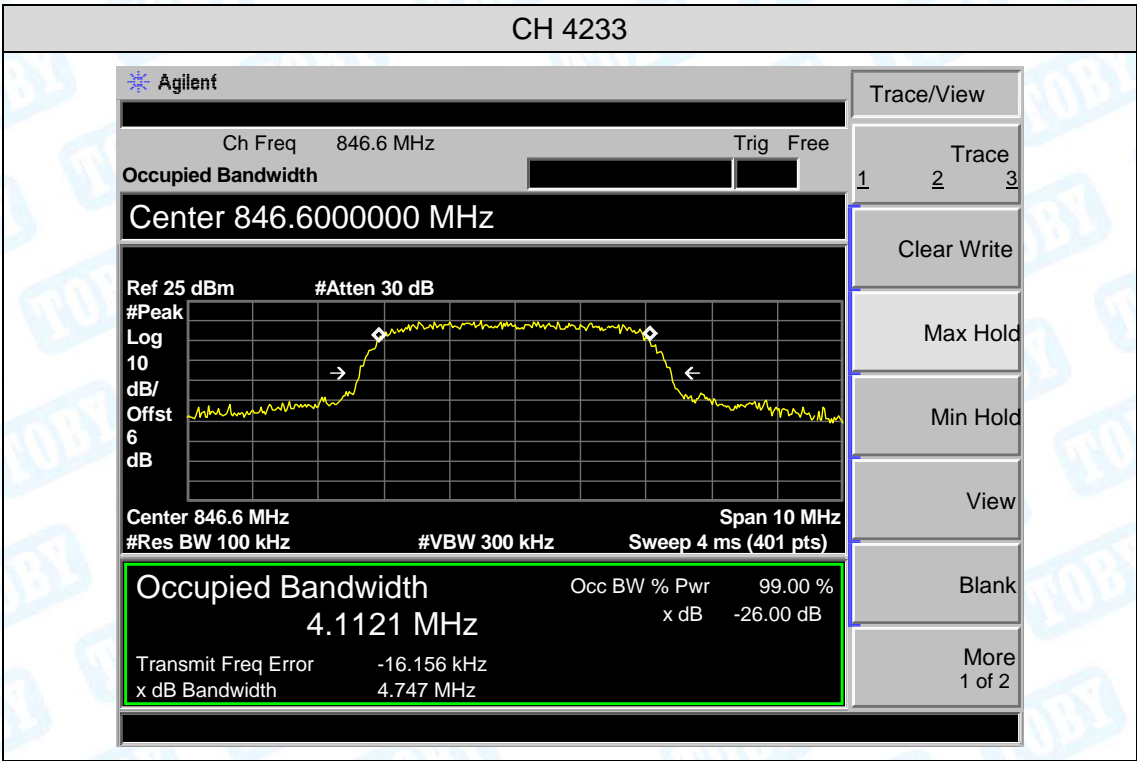 CH 4233
Agilent
Trace/View
Ch Freq 846.6 MHz Trig Free
Occupied Bandwidth
Trace
1 2 3
Center 846.6000000 MHz
Clear Write
Ref 25 dBm #Atten 30 dB
#Peak
Log
10
dB/
Offst
6
dB
Max Hold
Min Hold
View
Center 846.6 MHz Span 10 MHz
#Res BW 100 kHz #VBW 300 kHz Sweep 4 ms (401 pts)
Occupied Bandwidth Occ BW % Pwr 99.00 %
4.1121 MHz x dB -26.00 dB
Blank
Transmit Freq Error -16.156 kHz
x dB Bandwidth 4.747 MHz
More
1 of 2
TOBY